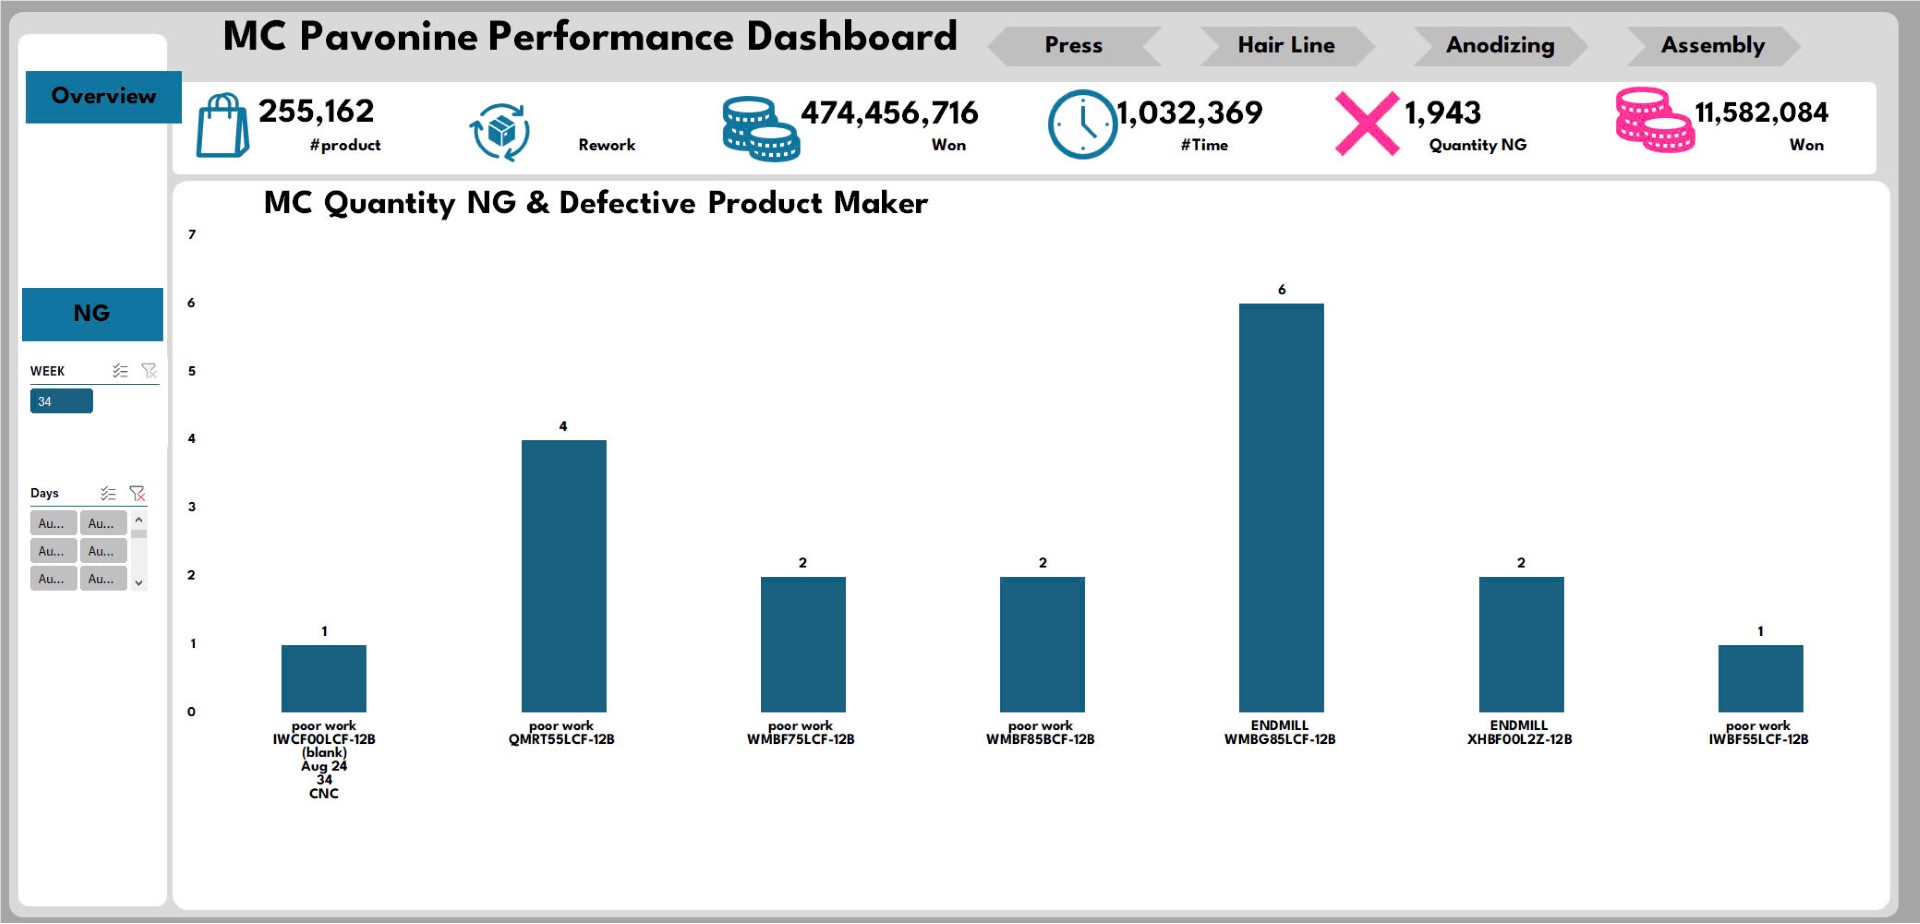 MC Pavonine Performance Dashboard
Press
Hair Line
Anodizing
Assembly
Overview
255,162
#product
Rework
474,456,716
Won
1,032,369
#Time
1,943
Quantity NG
11,582,084
Won
NG
WEEK
34
Days
Au... Au...
Au... Au...
Au... Au...
MC Quantity NG & Defective Product Maker
7
6
5
4
3
2
1
0
1
4
2
2
6
2
1
poor work
IWCF00LCF-12B
(blank)
Aug 24
34
CNC
poor work
QMRT55LCF-12B
poor work
WMBF75LCF-12B
poor work
WMBF85BCF-12B
ENDMILL
WMBG85LCF-12B
ENDMILL
XHBF00L2Z-12B
poor work
IWBF55LCF-12B